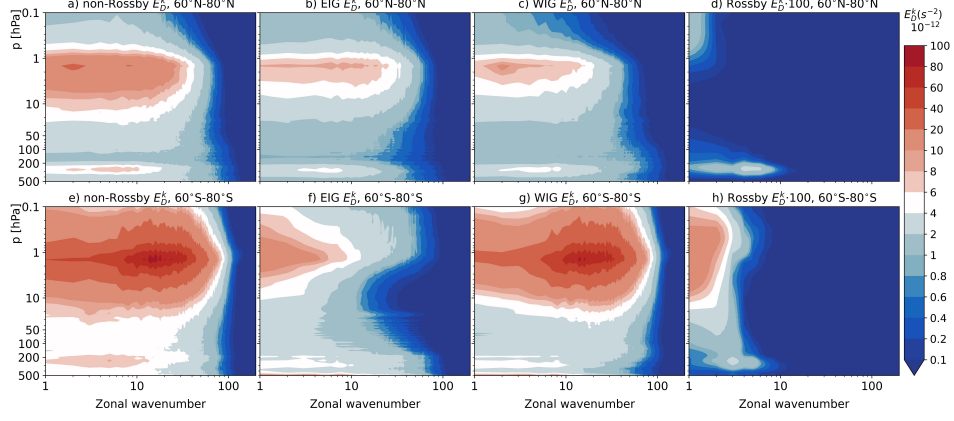 a) non-Rossby E_D^k, 60°N-80°N
b) EIG E_D^k, 60°N-80°N
c) WIG E_D^k, 60°N-80°N
d) Rossby E_D^k·100, 60°N-80°N
p [hPa]
0.1
1
10
50
100
200
500
E_D^k(s^-2)
10^-12
100
80
60
40
20
10
8
6
4
2
1
0.8
0.6
0.4
0.2
0.1
e) non-Rossby E_D^k, 60°S-80°S
f) EIG E_D^k, 60°S-80°S
g) WIG E_D^k, 60°S-80°S
h) Rossby E_D^k·100, 60°S-80°S
p [hPa]
0.1
1
10
50
100
200
500
1 10 100
1 10 100
1 10 100
1 10 100
Zonal wavenumber
Zonal wavenumber
Zonal wavenumber
Zonal wavenumber